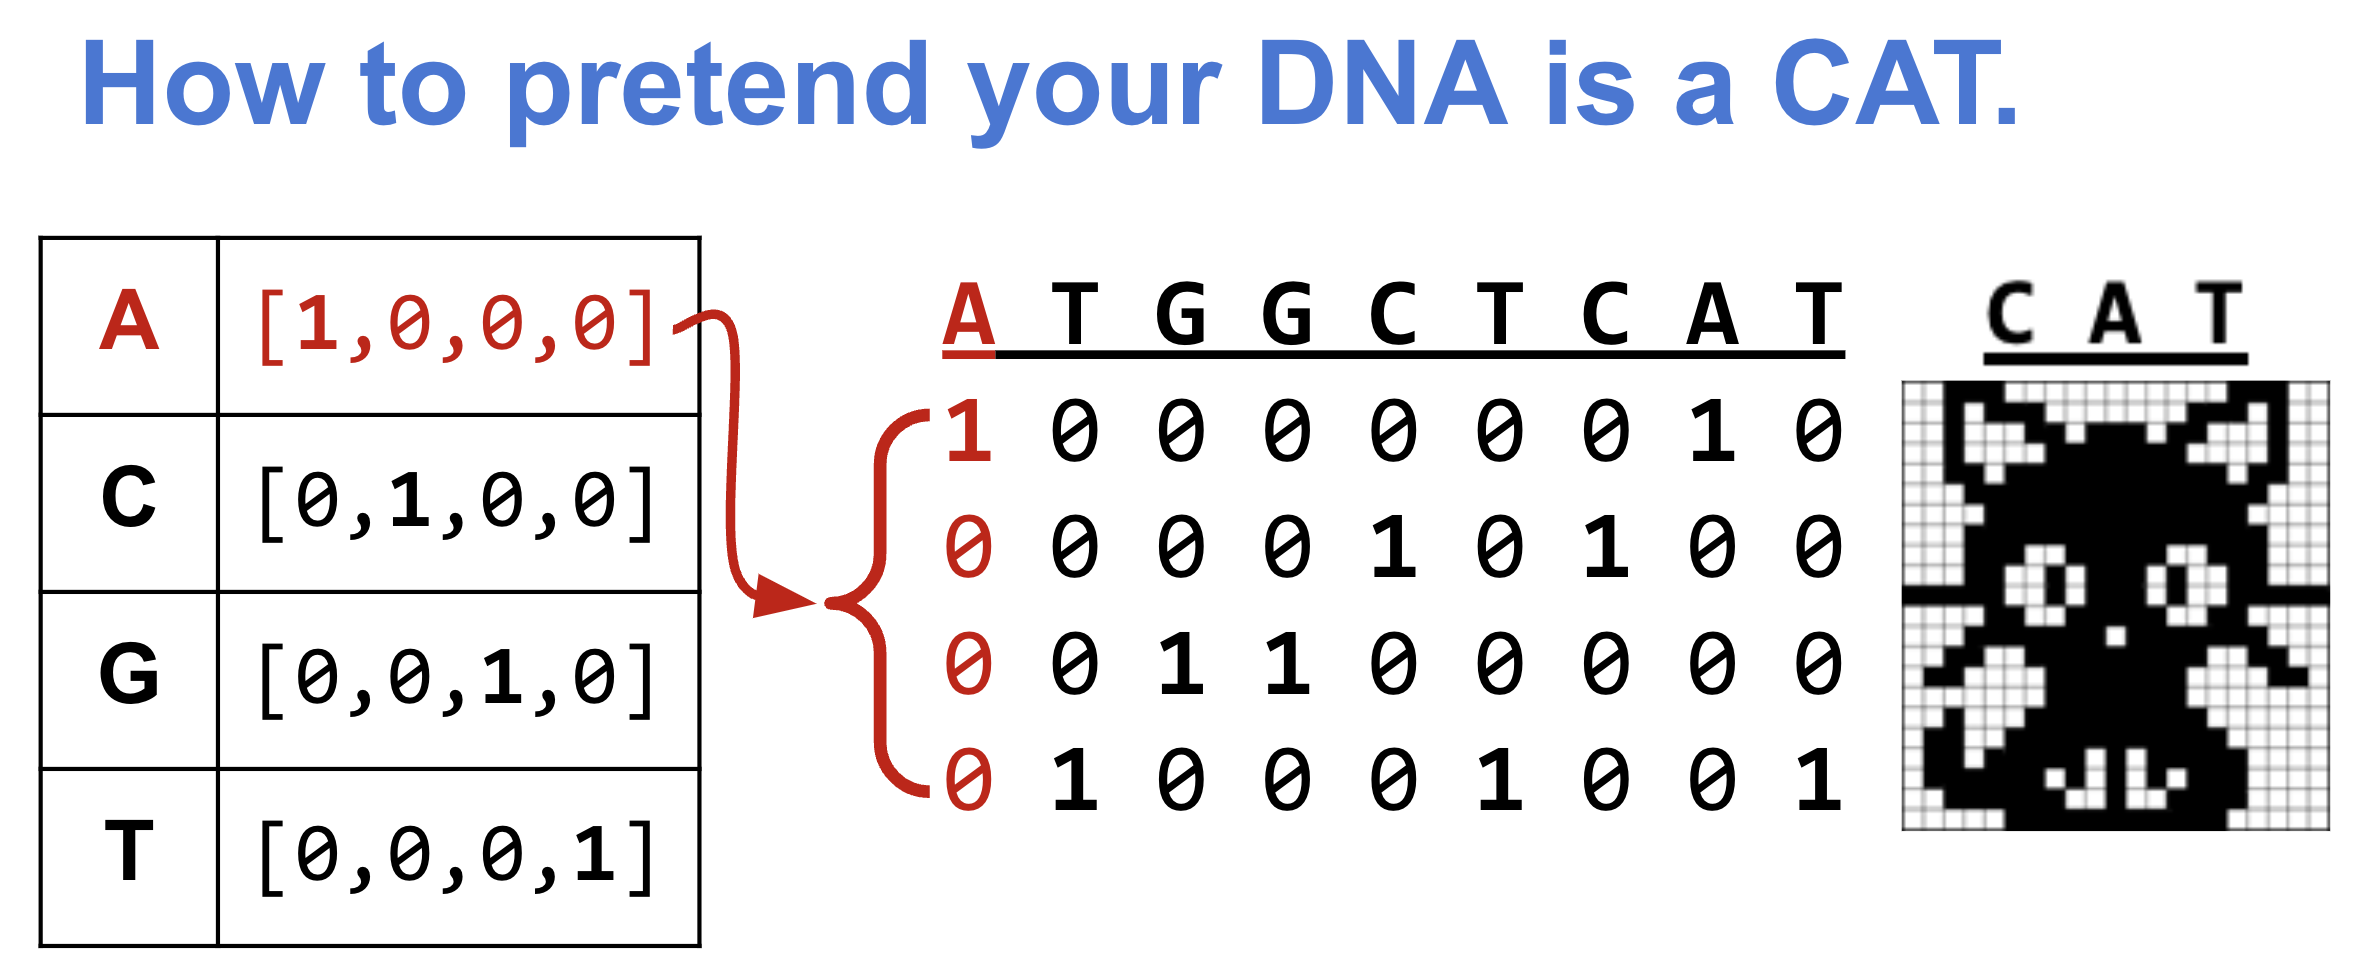 How to pretend your DNA is a CAT.
A [1,0,0,0]
C [0,1,0,0]
G [0,0,1,0]
T [0,0,0,1]
A T G G C T C A T
1 0 0 0 0 0 0 1 0
0 0 0 0 1 0 1 0 0
0 0 1 1 0 0 0 0 0
0 1 0 0 0 1 0 0 1
C A T